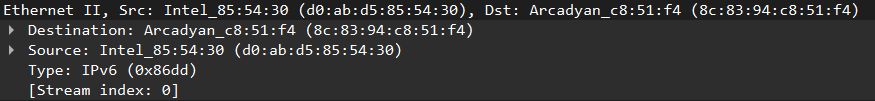 Ethernet II, Src: Intel_85:54:30 (d0:ab:d5:85:54:30), Dst: Arcadyan_c8:51:f4 (8c:83:94:c8:51:f4)
Destination: Arcadyan_c8:51:f4 (8c:83:94:c8:51:f4)
Source: Intel_85:54:30 (d0:ab:d5:85:54:30)
Type: IPv6 (0x86dd)
[Stream index: 0]